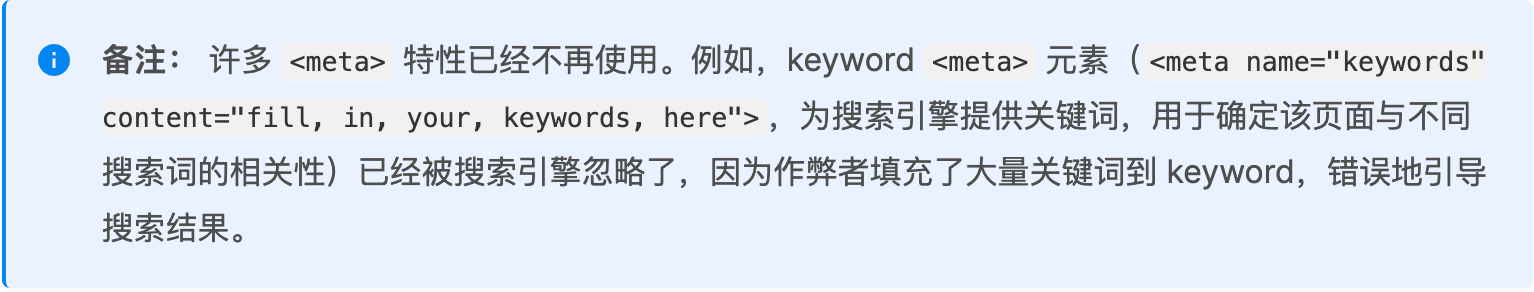 备注： 许多 <meta> 特性已经不再使用。例如，keyword <meta> 元素（<meta name="keywords"
content="fill, in, your, keywords, here">，为搜索引擎提供关键词，用于确定该页面与不同
搜索词的相关性）已经被搜索引擎忽略了，因为作弊者填充了大量关键词到 keyword，错误地引导
搜索结果。